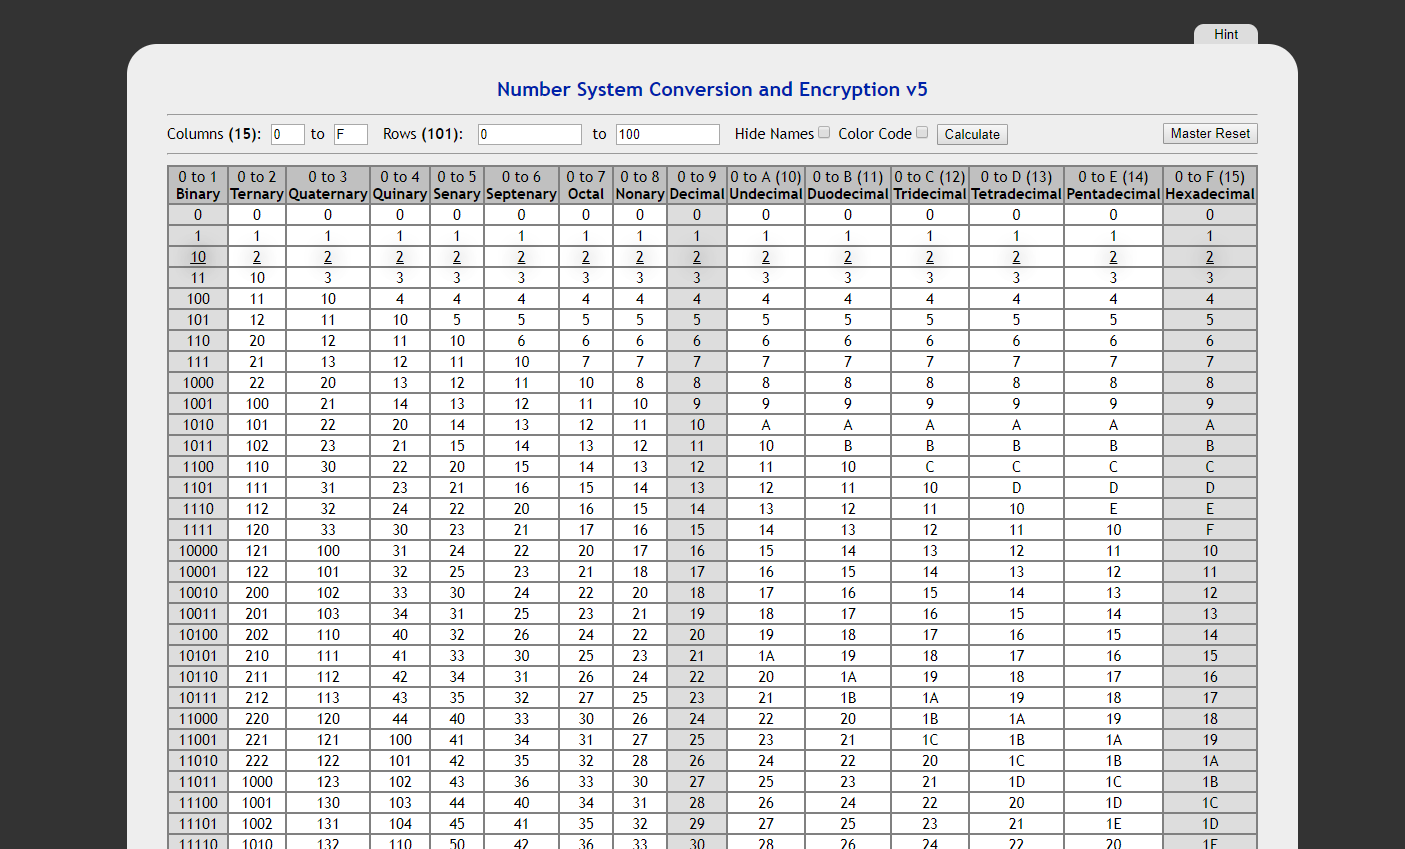 Hint
Number System Conversion and Encryption v5
Columns (15): 0 to F Rows (101): 0 to 100 Hide Names Color Code Calculate Master Reset
0 to 1 0 to 2 0 to 3 0 to 4 0 to 5 0 to 6 0 to 7 0 to 8 0 to 9 0 to A (10) 0 to B (11) 0 to C (12) 0 to D (13) 0 to E (14) 0 to F (15)
Binary Ternary Quaternary Quinary Senary Septenary Octal Nonary Decimal Undecimal Duodecimal Tridecimal Tetradecimal Pentadecimal Hexadecimal
0 0 0 0 0 0 0 0 0 0 0 0 0 0 0
1 1 1 1 1 1 1 1 1 1 1 1 1 1 1
10 2 2 2 2 2 2 2 2 2 2 2 2 2 2
11 10 3 3 3 3 3 3 3 3 3 3 3 3 3
100 11 10 4 4 4 4 4 4 4 4 4 4 4 4
101 12 11 10 5 5 5 5 5 5 5 5 5 5 5
110 20 12 11 10 6 6 6 6 6 6 6 6 6 6
111 21 13 12 11 10 7 7 7 7 7 7 7 7 7
1000 22 20 13 12 11 10 8 8 8 8 8 8 8 8
1001 100 21 14 13 12 11 10 9 9 9 9 9 9 9
1010 101 22 20 14 13 12 11 10 A A A A A A
1011 102 23 21 15 14 13 12 11 10 B B B B B
1100 110 30 22 20 15 14 13 12 11 10 C C C C
1101 111 31 23 21 16 15 14 13 12 11 10 D D D
1110 112 32 24 22 20 16 15 14 13 12 11 10 E E
1111 120 33 30 23 21 17 16 15 14 13 12 11 10 F
10000 121 100 31 24 22 20 17 16 15 14 13 12 11 10
10001 122 101 32 25 23 21 18 17 16 15 14 13 12 11
10010 200 102 33 30 24 22 20 18 17 16 15 14 13 12
10011 201 103 34 31 25 23 21 19 18 17 16 15 14 13
10100 202 110 40 32 26 24 22 20 19 18 17 16 15 14
10101 210 111 41 33 30 25 23 21 1A 19 18 17 16 15
10110 211 112 42 34 31 26 24 22 20 1A 19 18 17 16
10111 212 113 43 35 32 27 25 23 21 1B 1A 19 18 17
11000 220 120 44 40 33 30 26 24 22 20 1B 1A 19 18
11001 221 121 100 41 34 31 27 25 23 21 1C 1B 1A 19
11010 222 122 101 42 35 32 28 26 24 22 20 1C 1B 1A
11011 1000 123 102 43 36 33 30 27 25 23 21 1D 1C 1B
11100 1001 130 103 44 40 34 31 28 26 24 22 20 1D 1C
11101 1002 131 104 45 41 35 32 29 27 25 23 21 1E 1D
11110 1010 132 110 50 42 36 33 30 28 26 24 22 20 1E